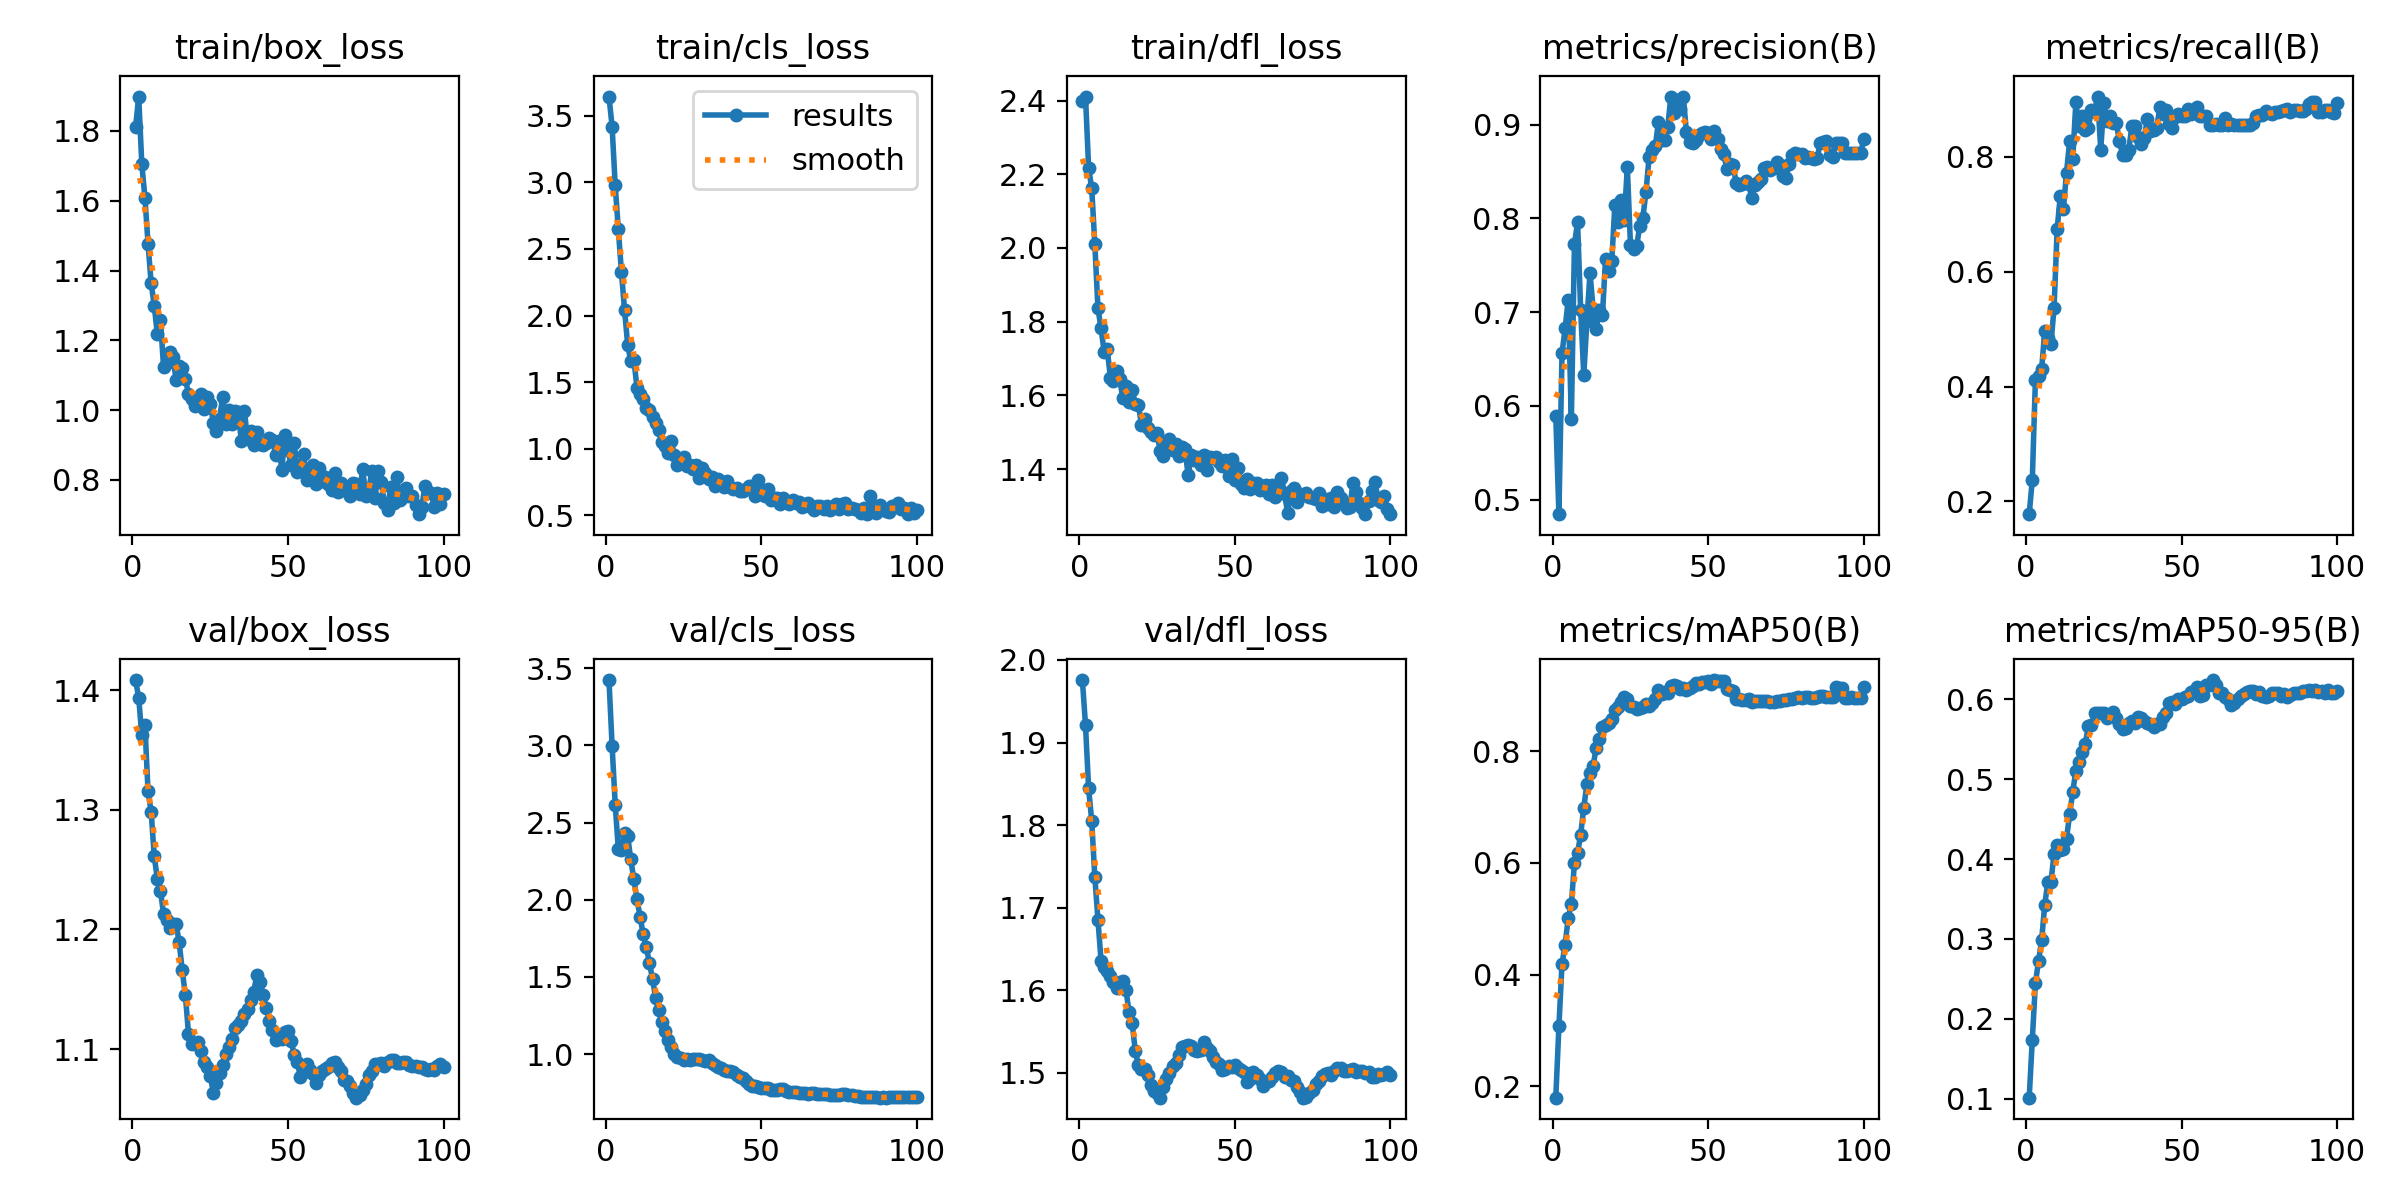 train/box_loss
1.8
1.6
1.4
1.2
1.0
0.8
0 50 100
train/cls_loss
results
smooth
3.5
3.0
2.5
2.0
1.5
1.0
0.5
0 50 100
train/dfl_loss
2.4
2.2
2.0
1.8
1.6
1.4
0 50 100
metrics/precision(B)
0.9
0.8
0.7
0.6
0.5
0 50 100
metrics/recall(B)
0.8
0.6
0.4
0.2
0 50 100
val/box_loss
1.4
1.3
1.2
1.1
0 50 100
val/cls_loss
3.5
3.0
2.5
2.0
1.5
1.0
0 50 100
val/dfl_loss
2.0
1.9
1.8
1.7
1.6
1.5
0 50 100
metrics/mAP50(B)
0.8
0.6
0.4
0.2
0 50 100
metrics/mAP50-95(B)
0.6
0.5
0.4
0.3
0.2
0.1
0 50 100